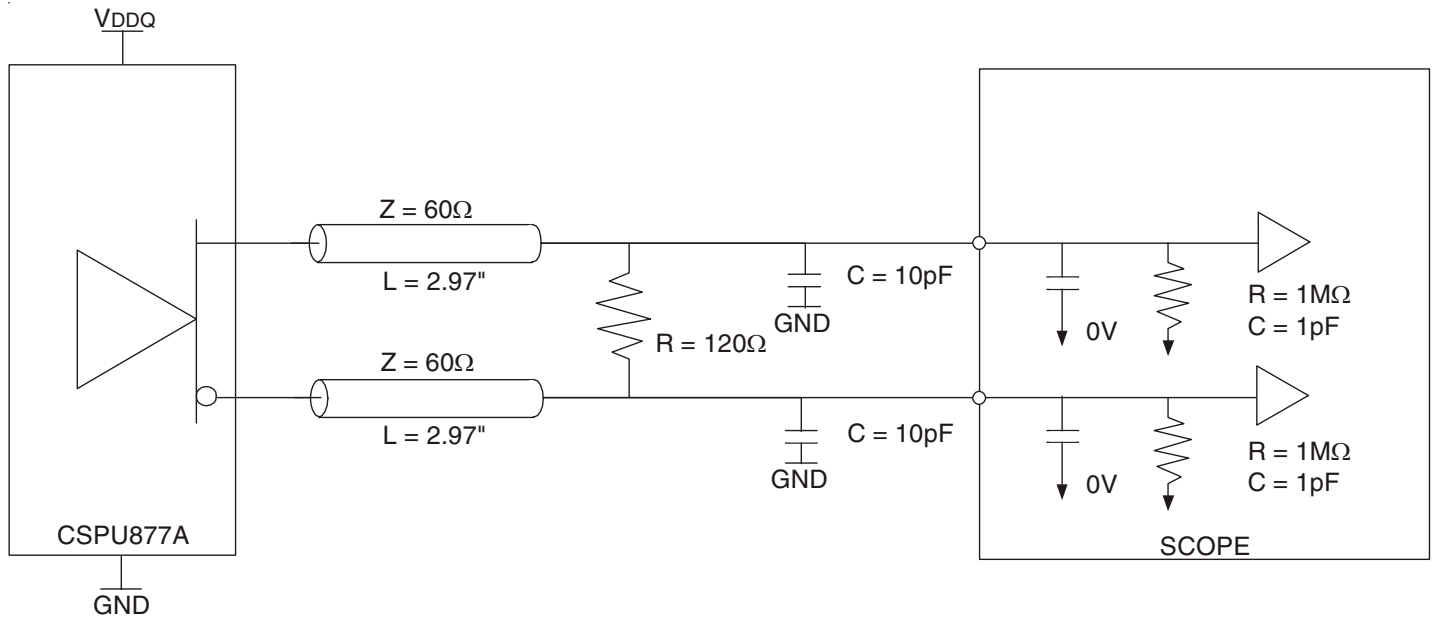 VDDQ
Z = 60Ω
L = 2.97"
C = 10pF
GND
R = 120Ω
0V
R = 1MΩ
C = 1pF
Z = 60Ω
L = 2.97"
C = 10pF
GND
0V
R = 1MΩ
C = 1pF
CSPU877A
SCOPE
GND